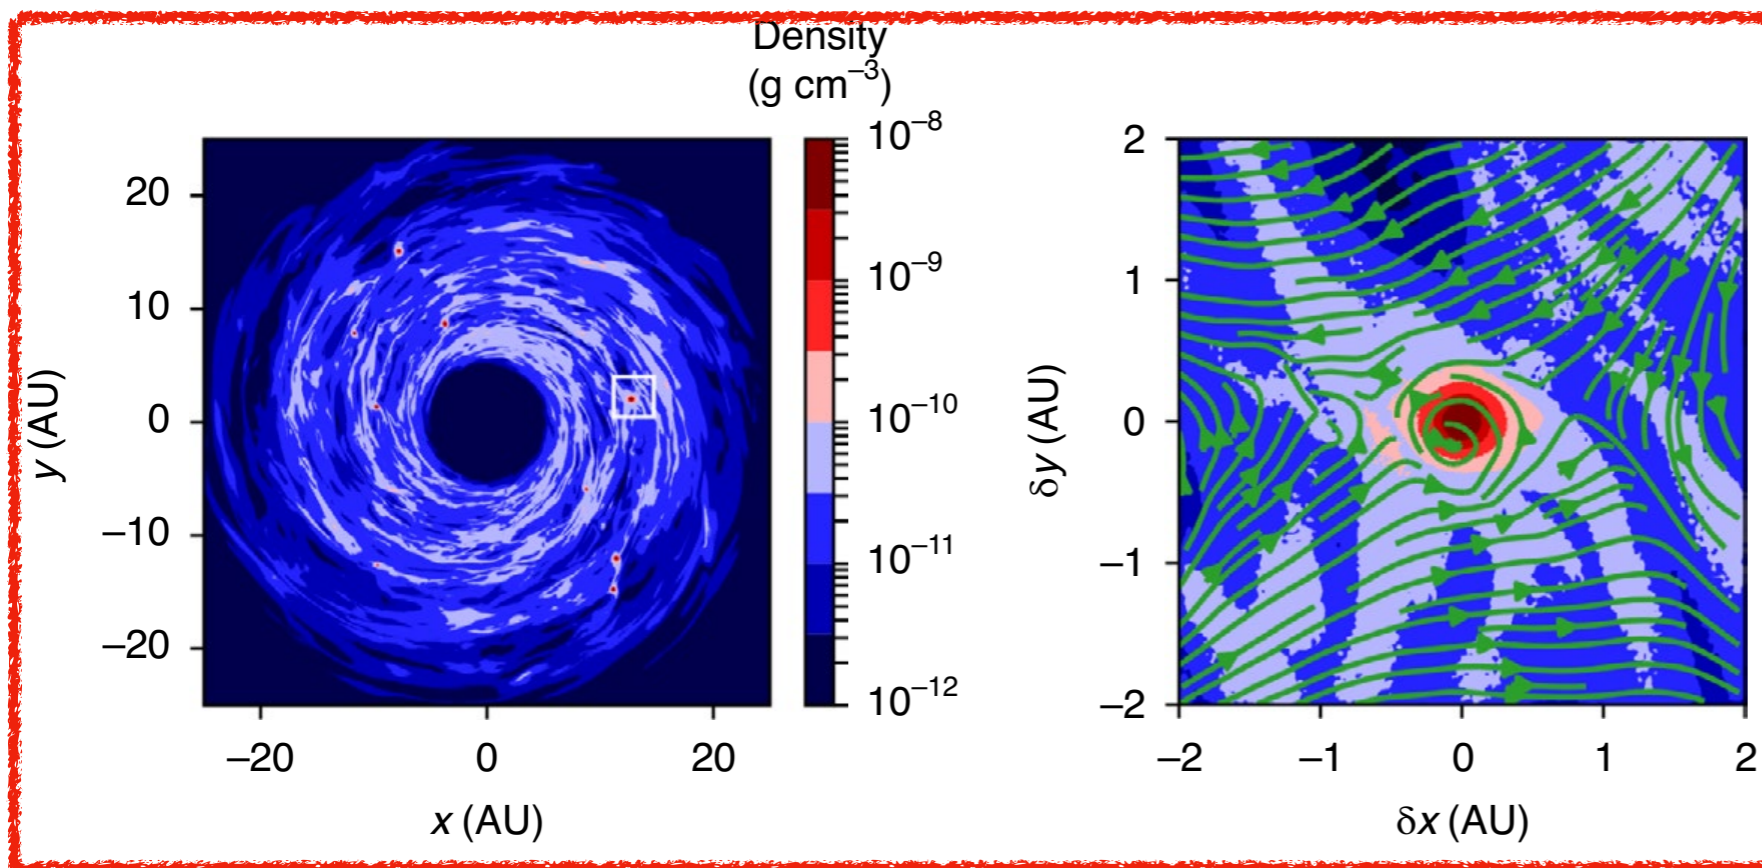 Density
(g cm⁻³)
20
10
0
−10
−20
y (AU)
−20 0 20
x (AU)
10⁻⁸
10⁻⁹
10⁻¹⁰
10⁻¹¹
10⁻¹²
2
1
0
−1
−2
δy (AU)
−2 −1 0 1 2
δx (AU)